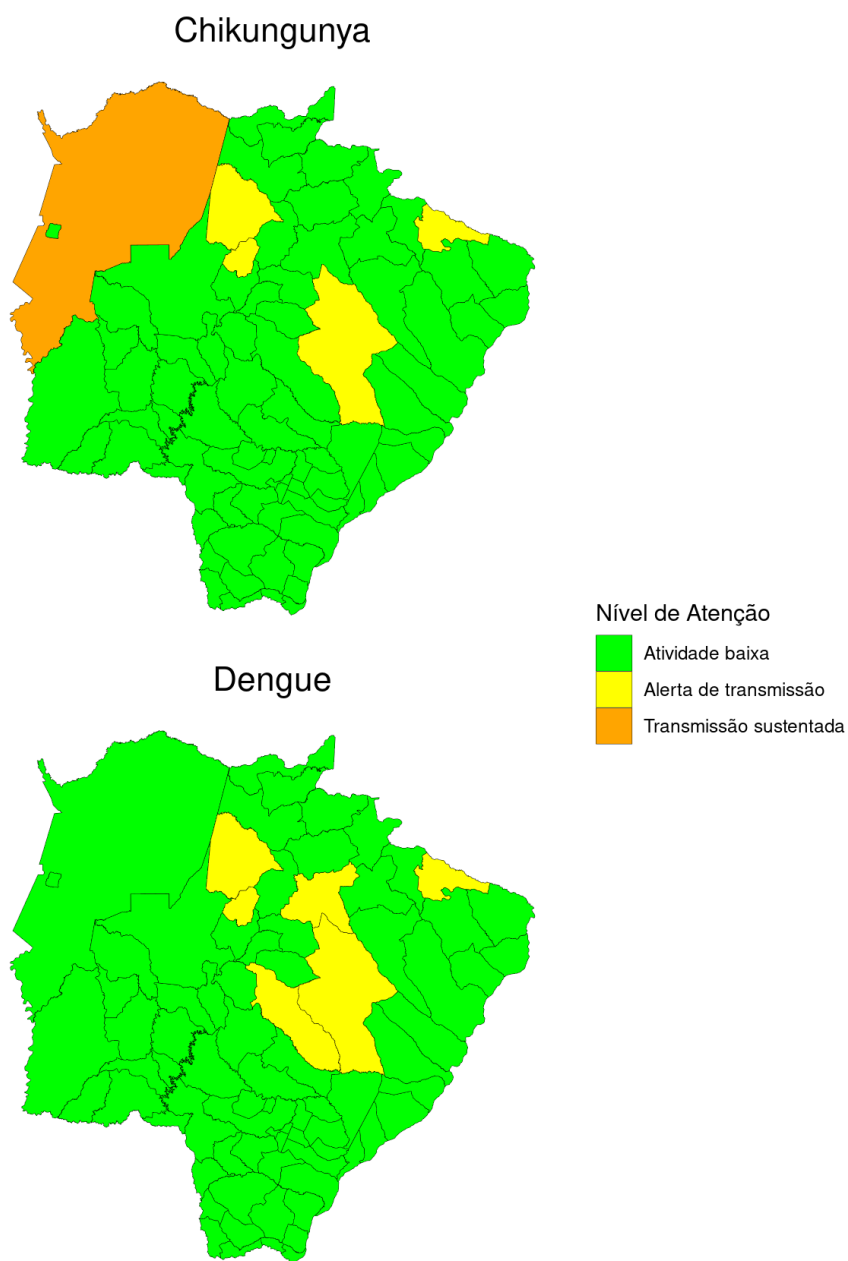 Chikungunya
Nível de Atenção
Atividade baixa
Alerta de transmissão
Transmissão sustentada
Dengue